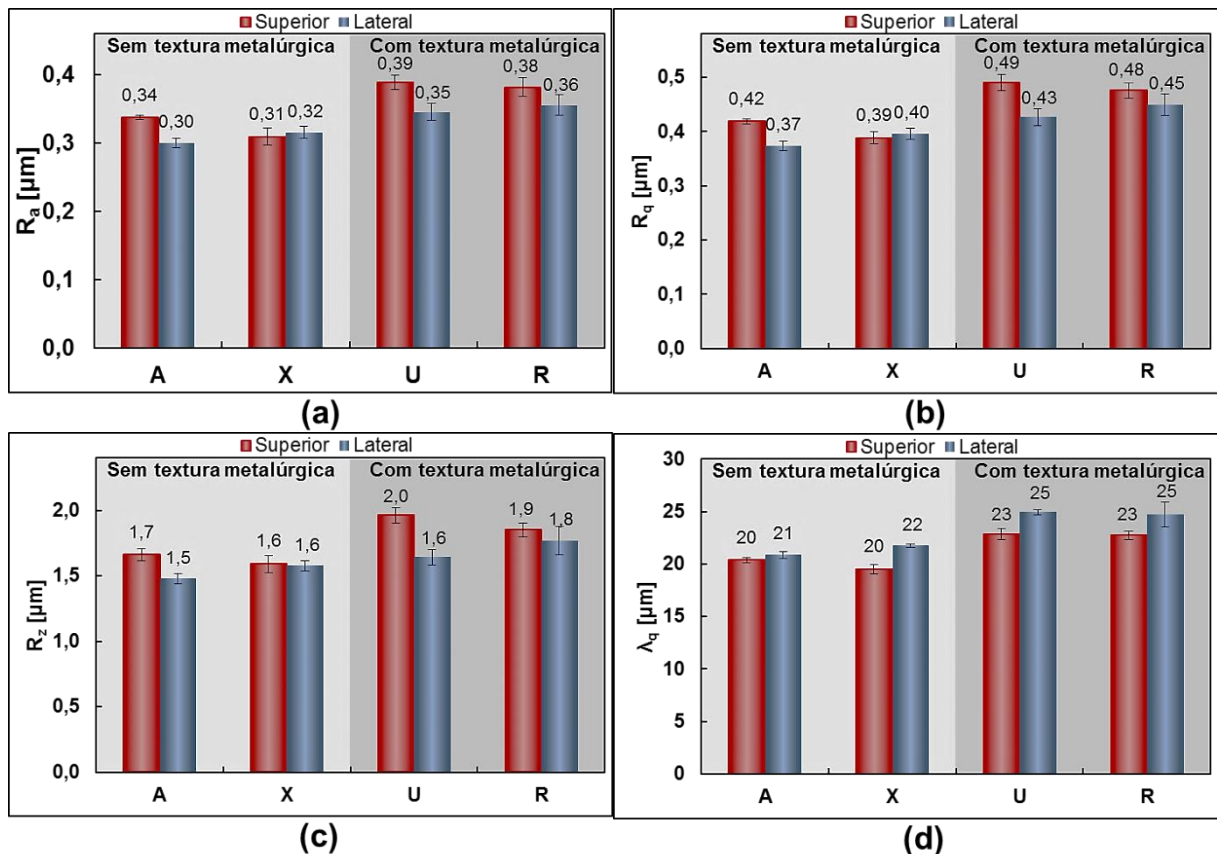 Superior Lateral
Sem textura metalúrgica Com textura metalúrgica
Ra [µm]
0,4
0,3
0,2
0,1
0,0
0,34 0,30 0,31 0,32 0,39 0,35 0,38 0,36
A X U R
(a)
Superior Lateral
Sem textura metalúrgica Com textura metalúrgica
Rq [µm]
0,5
0,4
0,3
0,2
0,1
0,0
0,42 0,37 0,39 0,40 0,49 0,43 0,48 0,45
A X U R
(b)
Superior Lateral
Sem textura metalúrgica Com textura metalúrgica
Rz [µm]
2,0
1,5
1,0
0,5
0,0
1,7 1,5 1,6 1,6 2,0 1,6 1,9 1,8
A X U R
(c)
Superior Lateral
Sem textura metalúrgica Com textura metalúrgica
λq [µm]
30
25
20
15
10
5
0
20 21 20 22 23 25 23 25
A X U R
(d)